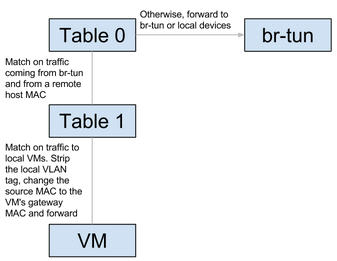 Table 0
Otherwise, forward to
br-tun or local devices
br-tun
Match on traffic
coming from br-tun
and from a remote
host MAC
Table 1
Match on traffic to
local VMs. Strip
the local VLAN
tag, change the
source MAC to the
VM's gateway
MAC and forward
VM